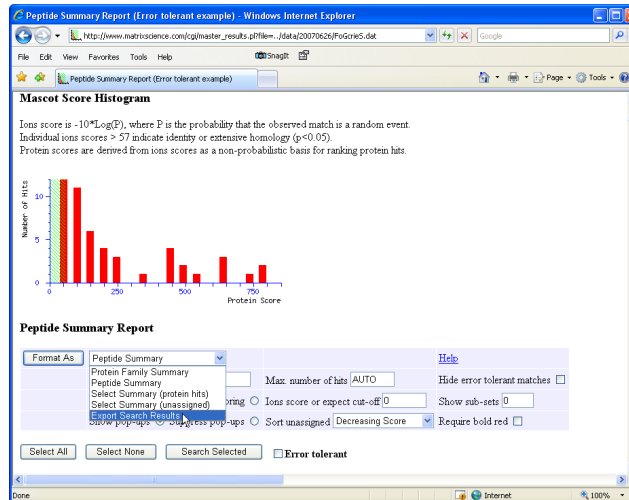 Peptide Summary Report (Error tolerant example) - Windows Internet Explorer
http://www.matrixscience.com/cgi/master_results.pl?file=../data/20070626/FoGcrieS.dat
Google
File Edit View Favorites Tools Help
SnagIt
Peptide Summary Report (Error tolerant example)
Page
Tools
Mascot Score Histogram
Ions score is -10*Log(P), where P is the probability that the observed match is a random event.
Individual ions scores > 57 indicate identity or extensive homology (p<0.05).
Protein scores are derived from ions scores as a non-probabilistic basis for ranking protein hits.
Number of Hits
10
5
0
0 250 500 750
Protein Score
Peptide Summary Report
Format As Peptide Summary Help
Protein Family Summary
Peptide Summary
Select Summary (protein hits)
Select Summary (unassigned)
Export Search Results
Max. number of hits AUTO Hide error tolerant matches
oring Ions score or expect cut-off 0 Show sub-sets 0
Show pop-ups Suppress pop-ups Sort unassigned Decreasing Score Require bold red
Select All Select None Search Selected Error tolerant
Done Internet 100%